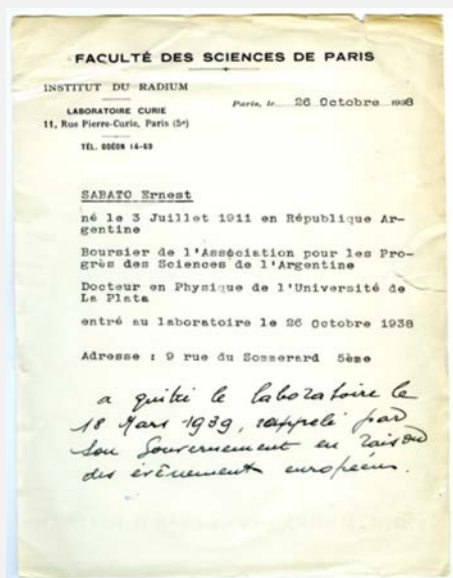 FACULTÉ DES SCIENCES DE PARIS
INSTITUT DU RADIUM
LABORATOIRE CURIE
11, Rue Pierre-Curie, Paris (5e)
TÉL. ODÉON 14-69
Paris, le 26 Octobre 1938
SABATO Ernest
né le 3 Juillet 1911 en République Ar-
gentine
Boursier de l'Association pour les Pro-
grès des Sciences de l'Argentine
Docteur en Physique de l'Université de
La Plata
entré au laboratoire le 26 Octobre 1938
Adresse : 9 rue du Sommerard 5ème
a quitté le laboratoire le
18 Mars 1939, rappelé par
son Gouvernement en raison
des évènement européens.